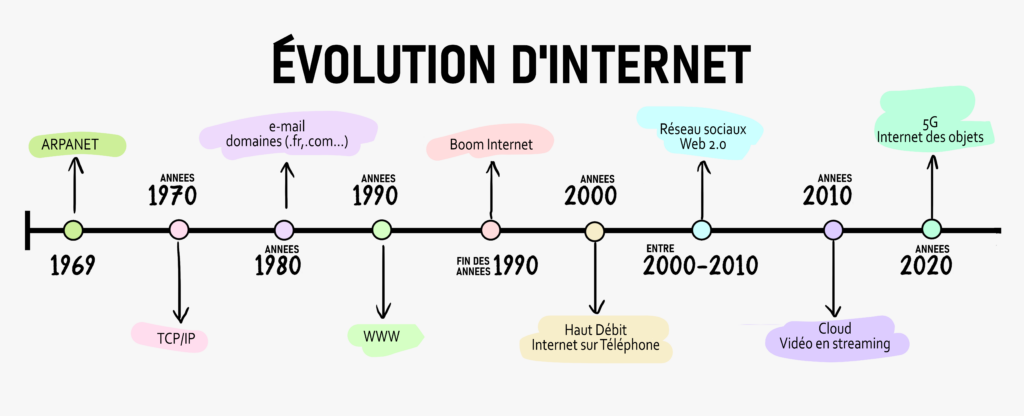 ÉVOLUTION D'INTERNET
ARPANET
1969
ANNEES
1970
TCP/IP
e-mail
domaines (.fr,.com...)
ANNEES
1980
ANNEES
1990
WWW
Boom Internet
FIN DES
ANNEES 1990
ANNEES
2000
Haut Débit
Internet sur Téléphone
Réseau sociaux
Web 2.0
ENTRE
2000-2010
ANNEES
2010
Cloud
Vidéo en streaming
5G
Internet des objets
ANNEES
2020